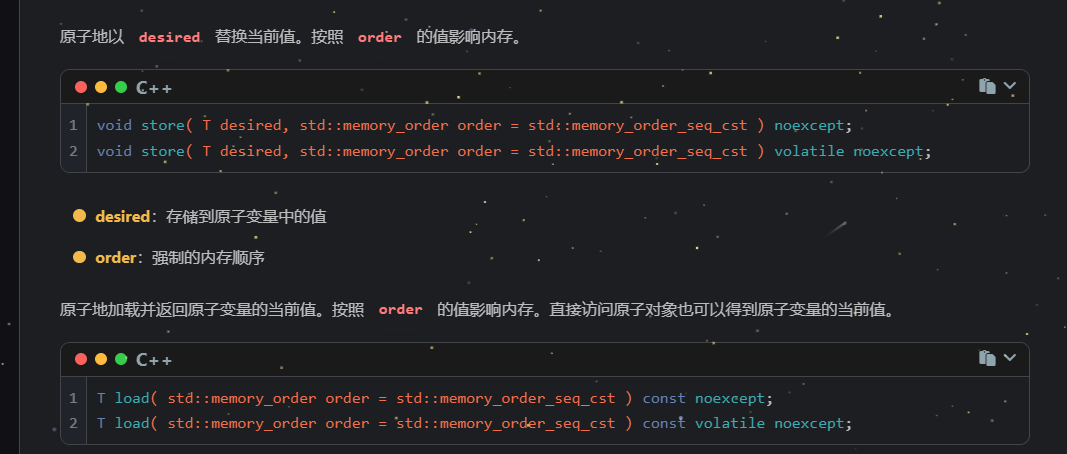 原子地以 desired 替换当前值。按照 order 的值影响内存。
C++
1 void store( T desired, std::memory_order order = std::memory_order_seq_cst ) noexcept;
2 void store( T desired, std::memory_order order = std::memory_order_seq_cst ) volatile noexcept;
desired：存储到原子变量中的值
order：强制的内存顺序
原子地加载并返回原子变量的当前值。按照 order 的值影响内存。直接访问原子对象也可以得到原子变量的当前值。
C++
1 T load( std::memory_order order = std::memory_order_seq_cst ) const noexcept;
2 T load( std::memory_order order = std::memory_order_seq_cst ) const volatile noexcept;